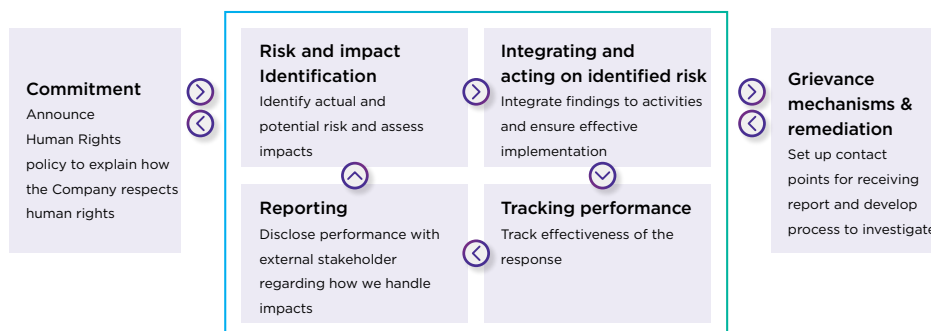 Commitment
Announce
Human Rights
policy to explain how
the Company respects
human rights
Risk and impact
Identification
Identify actual and
potential risk and assess
impacts
Integrating and
acting on identified risk
Integrate findings to activities
and ensure effective
implementation
Reporting
Disclose performance with
external stakeholder
regarding how we handle
impacts
Tracking performance
Track effectiveness of the
response
Grievance
mechanisms &
remediation
Set up contact
points for receiving
report and develop
process to investigate